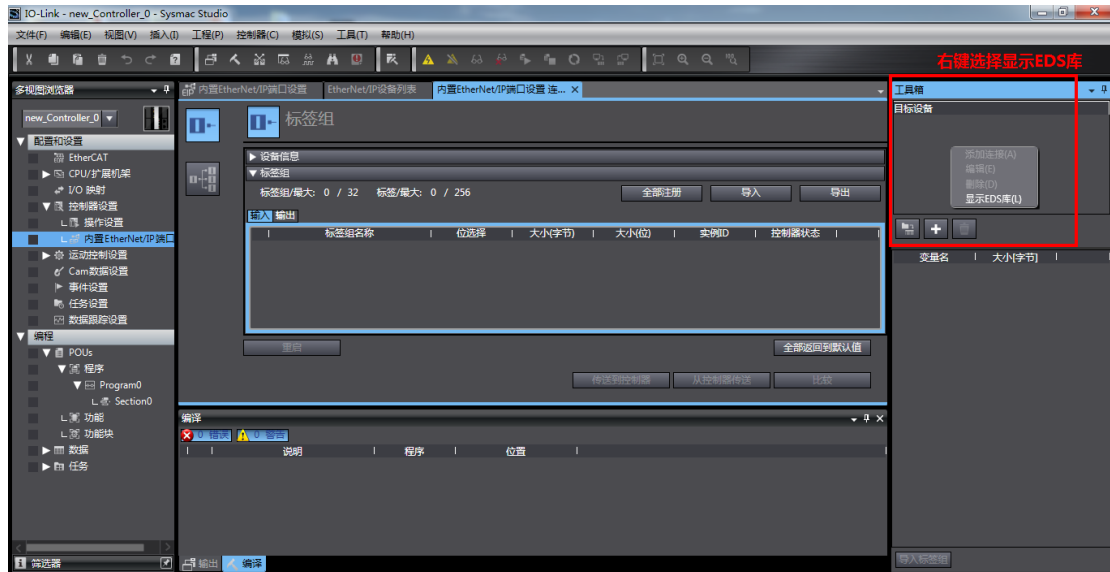 IO-Link - new_Controller_0 - Sysmac Studio
文件(F) 编辑(E) 视图(V) 插入(I) 工程(P) 控制器(C) 模拟(S) 工具(T) 帮助(H)
右键选择显示EDS库
多视图浏览器
new_Controller_0
配置和设置
EtherCAT
CPU/扩展机架
I/O 映射
控制器设置
操作设置
内置EtherNet/IP端口
运动控制设置
Cam数据设置
事件设置
任务设置
数据跟踪设置
编程
POUs
程序
Program0
Section0
功能
功能块
数据
任务
筛选器
内置EtherNet/IP端口设置 EtherNet/IP设备列表 内置EtherNet/IP端口设置 连...
标签组
设备信息
标签组
标签组/最大: 0 / 32 标签/最大: 0 / 256 全部注册 导入 导出
输入 输出
标签组名称 位选择 大小(字节) 大小(位) 实例ID 控制器状态
重启 全部返回到默认值
传送到控制器 从控制器传送 比较
编译
0 错误 0 警告
说明 程序 位置
输出 编译
工具箱
目标设备
添加连接(A)
编辑(E)
删除(D)
显示EDS库(L)
变量名 大小[字节]
导入标签组